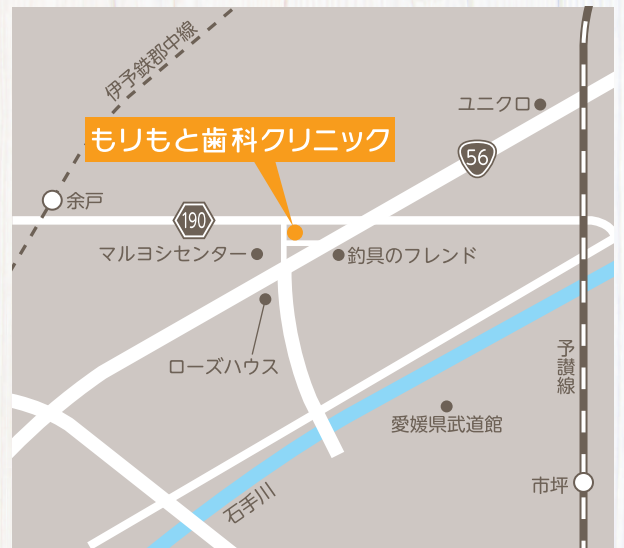 伊予鉄郡中線
ユニクロ
もりもと歯科クリニック
56
余戸
190
マルヨシセンター
釣具のフレンド
ローズハウス
予讃線
愛媛県武道館
市坪
石手川